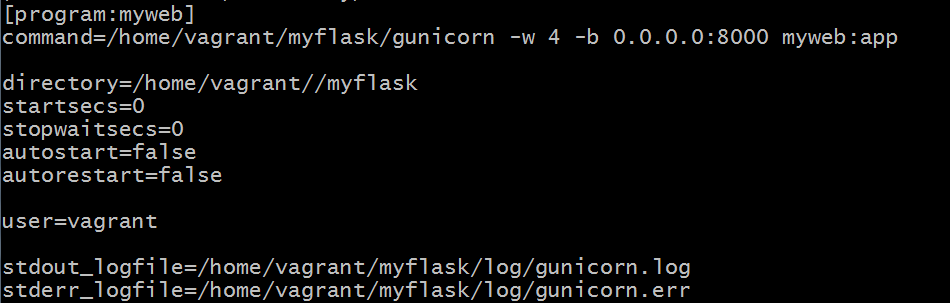 [program:myweb]
command=/home/vagrant/myflask/gunicorn -w 4 -b 0.0.0.0:8000 myweb:app
directory=/home/vagrant//myflask
startsecs=0
stopwaitsecs=0
autostart=false
autorestart=false
user=vagrant
stdout_logfile=/home/vagrant/myflask/log/gunicorn.log
stderr_logfile=/home/vagrant/myflask/log/gunicorn.err